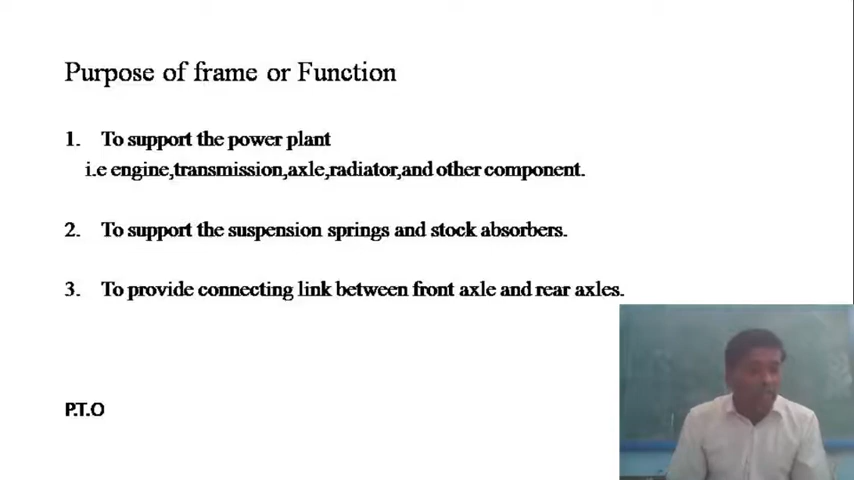 Purpose of frame or Function
1. To support the power plant
i.e engine,transmission,axle,radiator,and other component.
2. To support the suspension springs and stock absorbers.
3. To provide connecting link between front axle and rear axles.
P.T.O